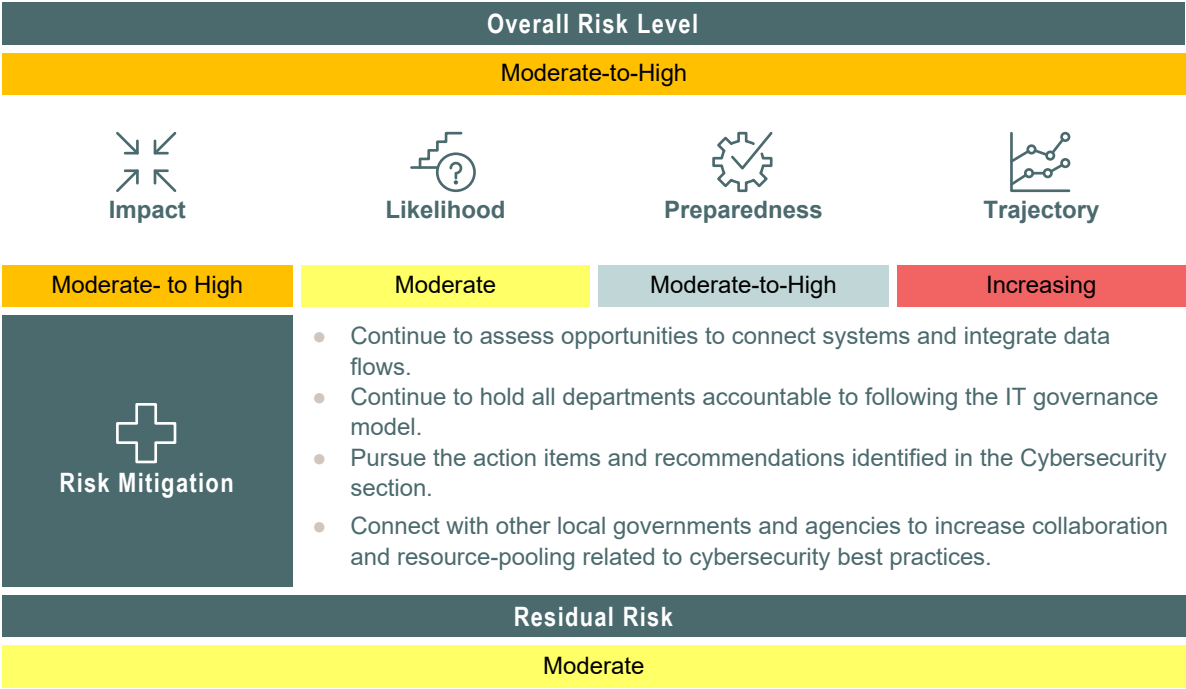 Overall Risk Level
Moderate-to-High
Impact
Likelihood
Preparedness
Trajectory
Moderate- to High
Moderate
Moderate-to-High
Increasing
Risk Mitigation
● Continue to assess opportunities to connect systems and integrate data
flows.
● Continue to hold all departments accountable to following the IT governance
model.
● Pursue the action items and recommendations identified in the Cybersecurity
section.
● Connect with other local governments and agencies to increase collaboration
and resource-pooling related to cybersecurity best practices.
Residual Risk
Moderate